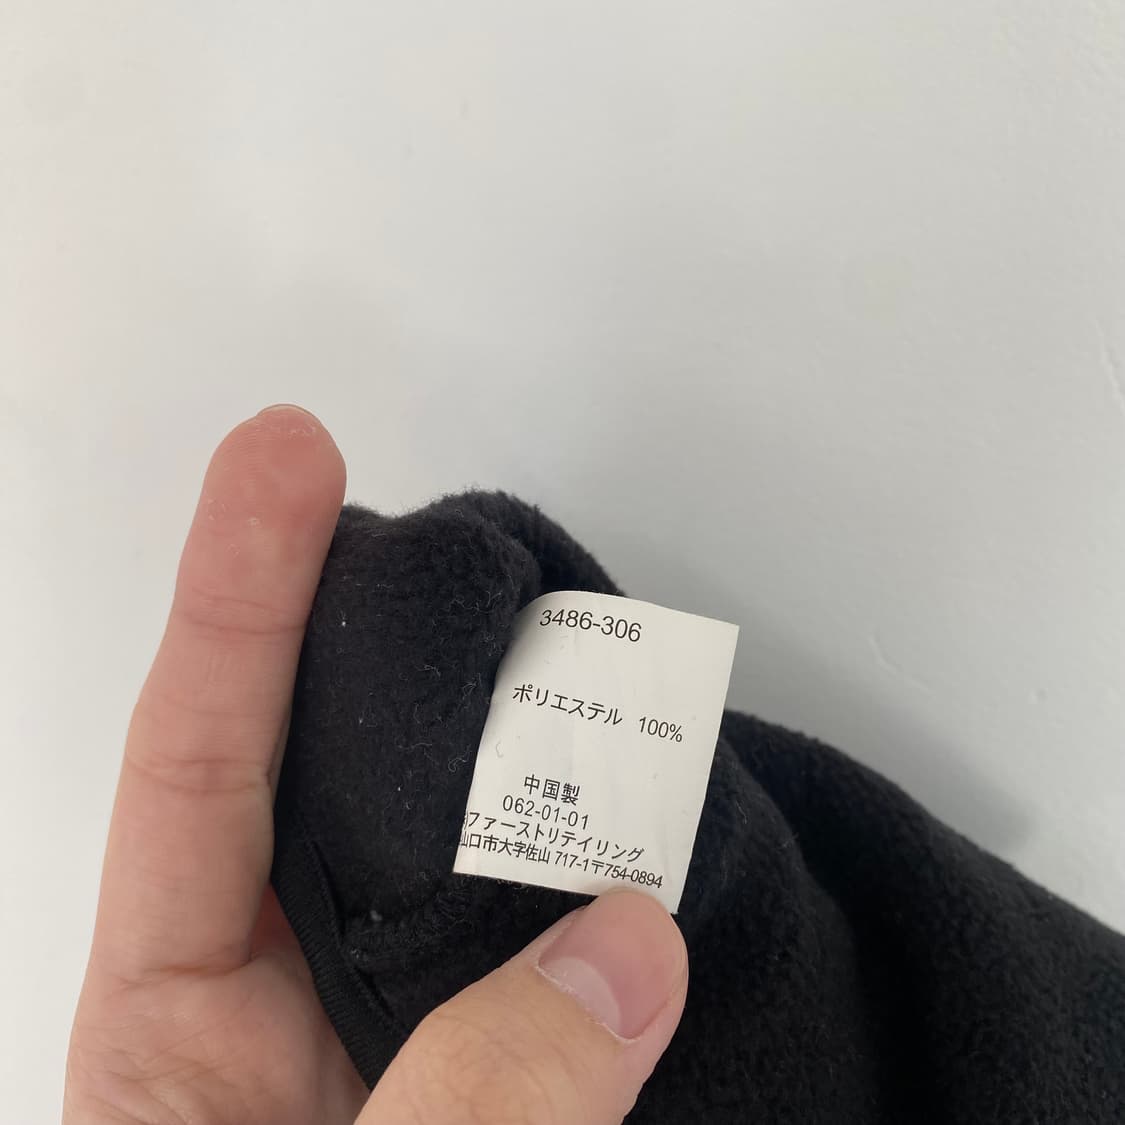 3486-306
ポリエステル 100%
中国製
062-01-01
ファーストリテイリング
山口市大字佐山 717-1〒754-0894